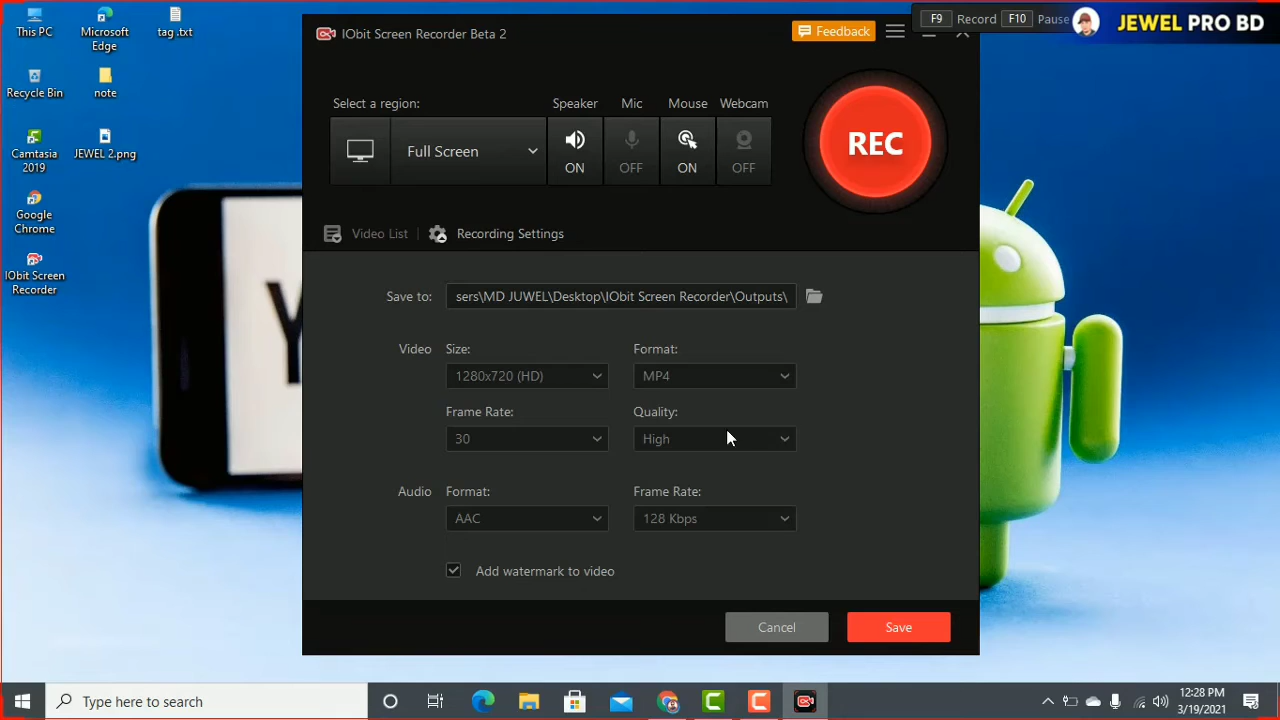 This PC
Microsoft
Edge
tag .txt
Recycle Bin
note
Camtasia
2019
JEWEL 2.png
Google
Chrome
IObit Screen
Recorder
IObit Screen Recorder Beta 2
Feedback
F9 Record F10 Pause
JEWEL PRO BD
Select a region:
Speaker
Mic
Mouse
Webcam
Full Screen
ON
OFF
ON
OFF
REC
Video List
Recording Settings
Save to:
sers\MD JUWEL\Desktop\IObit Screen Recorder\Outputs\
Video
Size:
Format:
1280x720 (HD)
MP4
Frame Rate:
Quality:
30
High
Audio
Format:
Frame Rate:
AAC
128 Kbps
Add watermark to video
Cancel
Save
Y
Type here to search
12:28 PM
3/19/2021